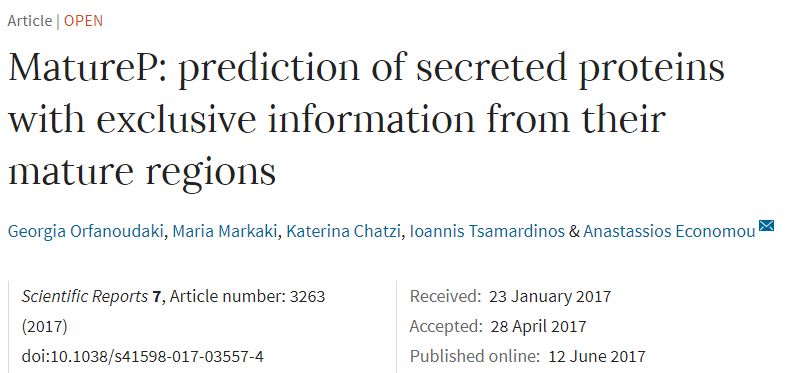 Article | OPEN
MatureP: prediction of secreted proteins
with exclusive information from their
mature regions
Georgia Orfanoudaki, Maria Markaki, Katerina Chatzi, Ioannis Tsamardinos & Anastassios Economou
Scientific Reports 7, Article number: 3263
(2017)
doi:10.1038/s41598-017-03557-4
Received: 23 January 2017
Accepted: 28 April 2017
Published online: 12 June 2017